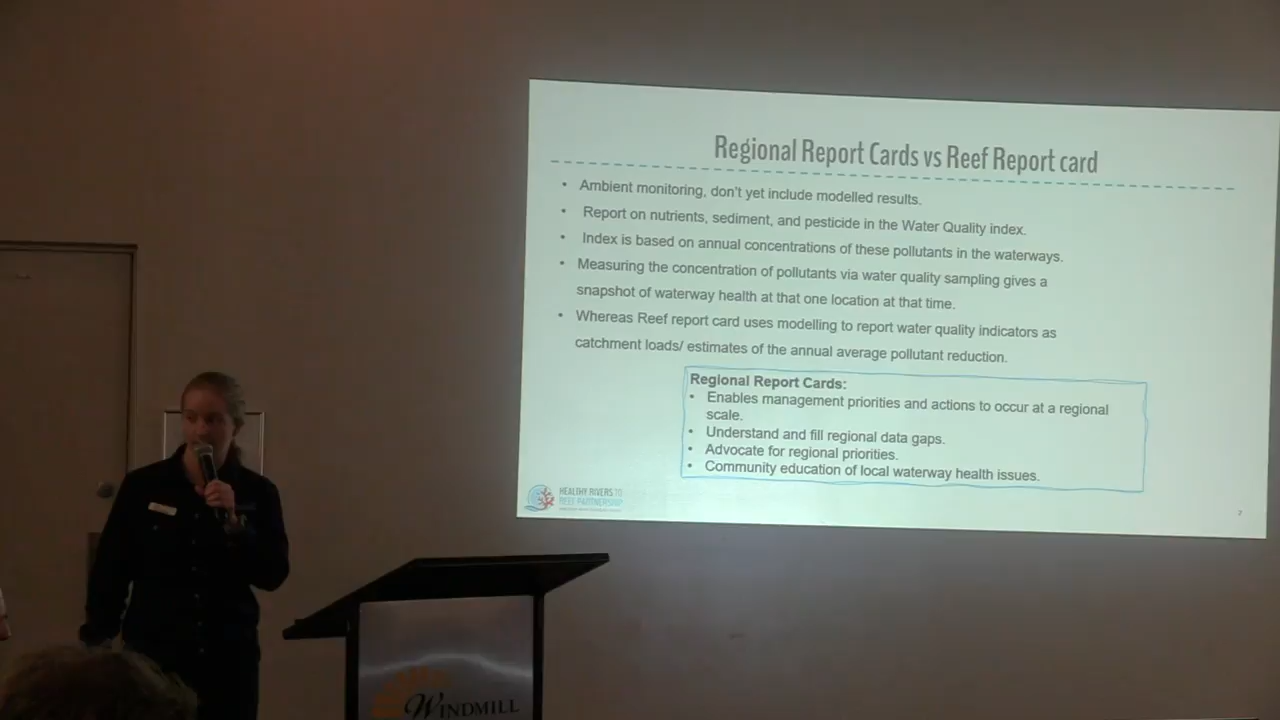 Regional Report Cards vs Reef Report card
• Ambient monitoring, don't yet include modelled results.
• Report on nutrients, sediment, and pesticide in the Water Quality index.
• Index is based on annual concentrations of these pollutants in the waterways.
• Measuring the concentration of pollutants via water quality sampling gives a
snapshot of waterway health at that one location at that time.
• Whereas Reef report card uses modelling to report water quality indicators as
catchment loads/ estimates of the annual average pollutant reduction.
Regional Report Cards:
• Enables management priorities and actions to occur at a regional
scale.
• Understand and fill regional data gaps.
• Advocate for regional priorities.
• Community education of local waterway health issues.
HEALTHY RIVERS TO
REEF PARTNERSHIP
7
WINDMILL